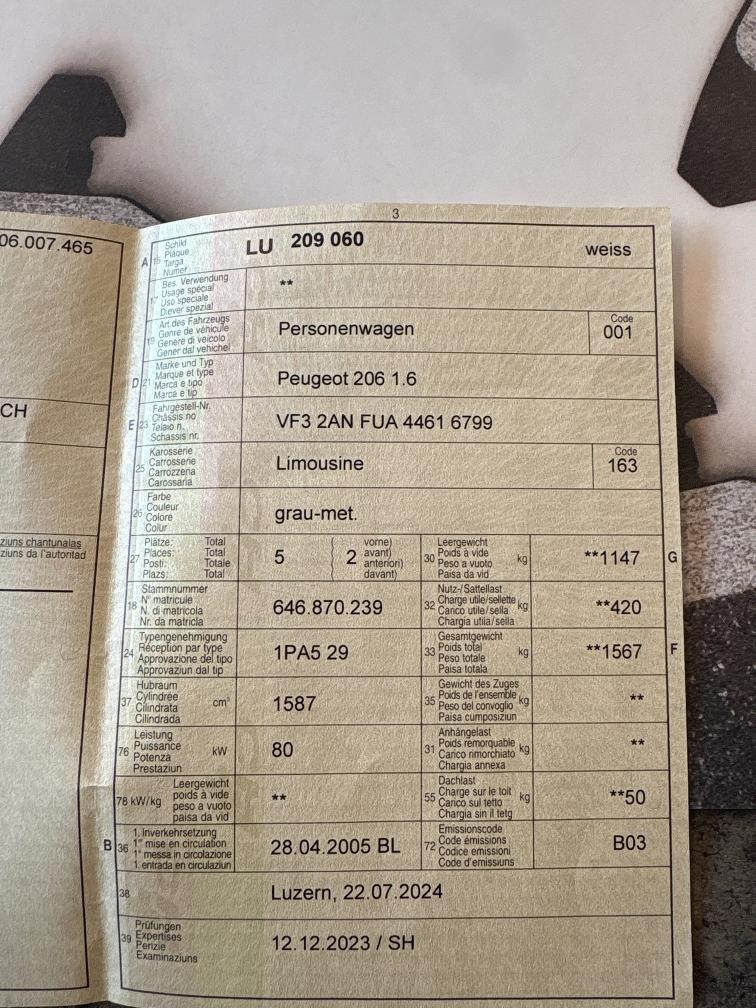 3
06.007.465
A 15 Schild
Plaque
Targa
Numer
LU 209 060 weiss
17 Bes. Verwendung
Usage spécial
Uso speciale
Diever spezial
**
19 Art des Fahrzeugs
Genre de véhicule
Genere di veicolo
Gener dal vehichel
Personenwagen
Code
001
D 21 Marke und Typ
Marque et type
Marca e tipo
Marca e tip
Peugeot 206 1.6
CH
E 23 Fahrgestell-Nr.
Châssis no
Telaio n.
Schassis nr.
VF3 2AN FUA 4461 6799
25 Karosserie
Carrosserie
Carrozzeria
Carossaria
Limousine
Code
163
26 Farbe
Couleur
Colore
Colur
grau-met.
ziuns chantunalas
ziuns da l'autoritad
27 Plätze: Total
Places: Total
Posti: Totale
Plazs: Total
5
2
vorne)
avant)
anteriori)
davant)
30 Leergewicht
Poids à vide
Peso a vuoto
Paisa da vid
kg
**1147
G
18 Stammnummer
N° matricule
N. di matricola
Nr. da matricla
646.870.239
32 Nutz-/Sattellast
Charge utile/sellette
Carico utile/sella
Chargia utila/sella
kg
**420
24 Typengenehmigung
Réception par type
Approvazione del tipo
Approvaziun dal tip
1PA5 29
33 Gesamtgewicht
Poids total
Peso totale
Paisa totala
kg
**1567
F
37 Hubraum
Cylindrée
Cilindrata
Cilindrada
cm³
1587
35 Gewicht des Zuges
Poids de l'ensemble
Peso del convoglio
Paisa cumposiziun
kg
**
76 Leistung
Puissance
Potenza
Prestaziun
kW
80
31 Anhängelast
Poids remorquable
Carico rimorchiato
Chargia annexa
kg
**
78 kW/kg
Leergewicht
poids à vide
peso a vuoto
paisa da vid
**
55 Dachlast
Charge sur le toit
Carico sul tetto
Chargia sin il tetg
kg
**50
B 36 1. Inverkehrsetzung
1re mise en circulation
1a messa in circolazione
1. entrada en circulaziun
28.04.2005 BL
72 Emissionscode
Code émissions
Codice emissioni
Code d'emissiuns
B03
38
Luzern, 22.07.2024
39 Prüfungen
Expertises
Perizie
Examinaziuns
12.12.2023 / SH